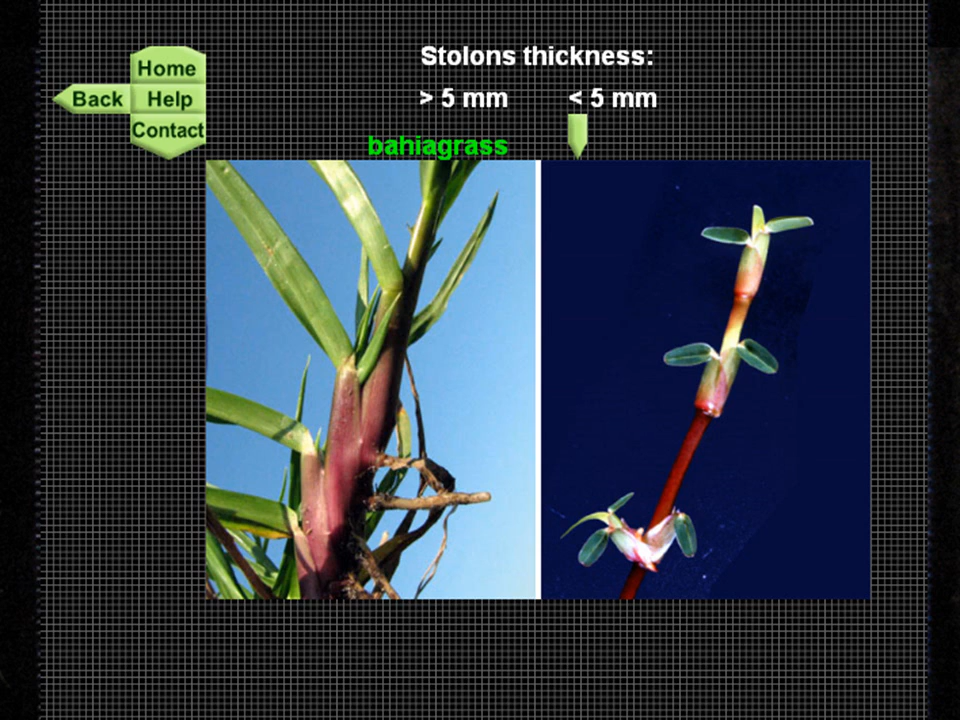 Stolons thickness:
> 5 mm < 5 mm
bahiagrass
Home
Back Help
Contact